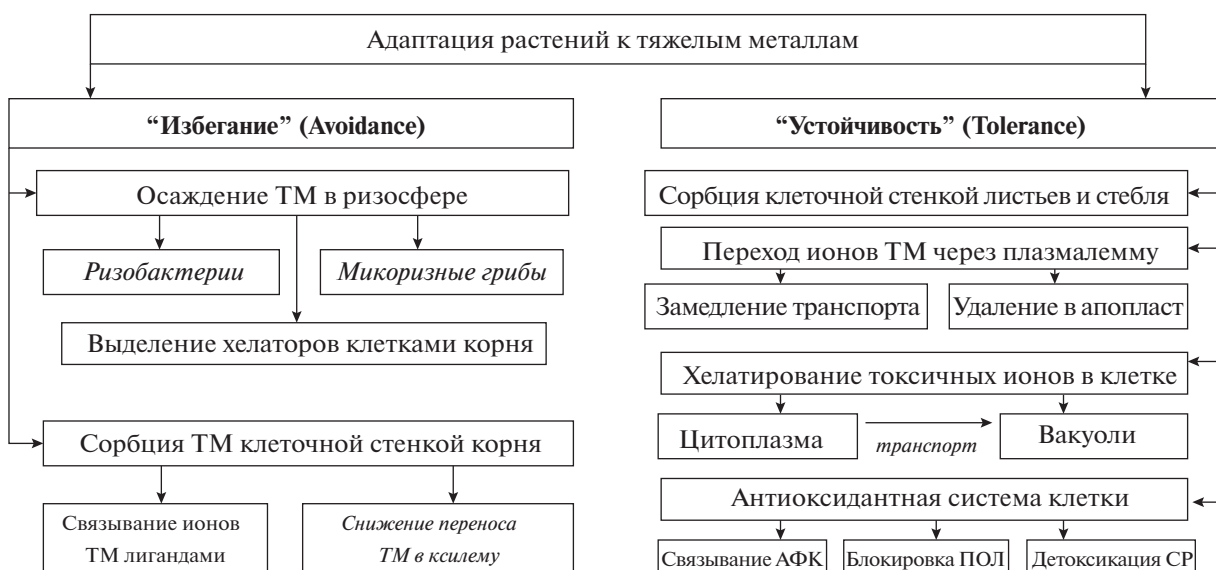 Адаптация растений к тяжелым металлам
“Избегание” (Avoidance)
Осаждение ТМ в ризосфере
Ризобактерии
Микоризные грибы
Выделение хелаторов клетками корня
Сорбция ТМ клеточной стенкой корня
Связывание ионов
ТМ лигандами
Снижение переноса
ТМ в ксилему
“Устойчивость” (Tolerance)
Сорбция клеточной стенкой листьев и стебля
Переход ионов ТМ через плазмалемму
Замедление транспорта
Удаление в апопласт
Хелатирование токсичных ионов в клетке
Цитоплазма
транспорт
Вакуоли
Антиоксидантная система клетки
Связывание АФК
Блокировка ПОЛ
Детоксикация СР